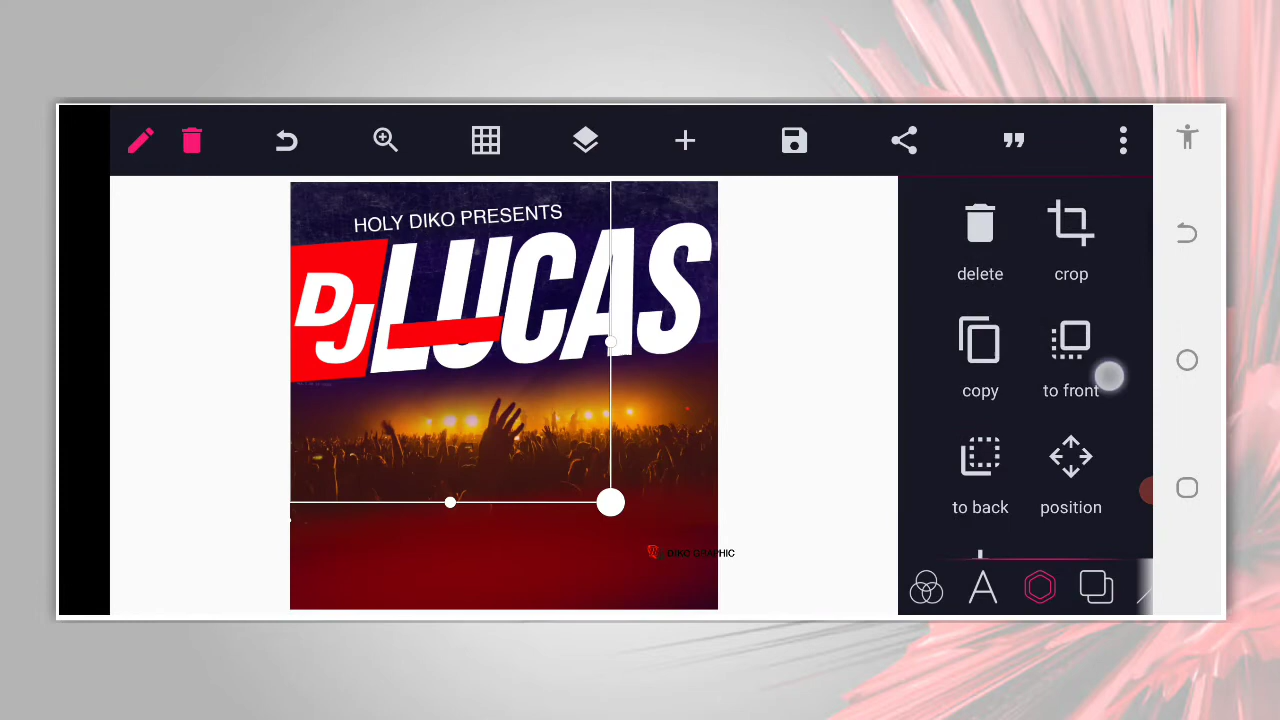 HOLY DIKO PRESENTS
DJ LUCAS
DIKO GRAPHIC
delete
crop
copy
to front
to back
position